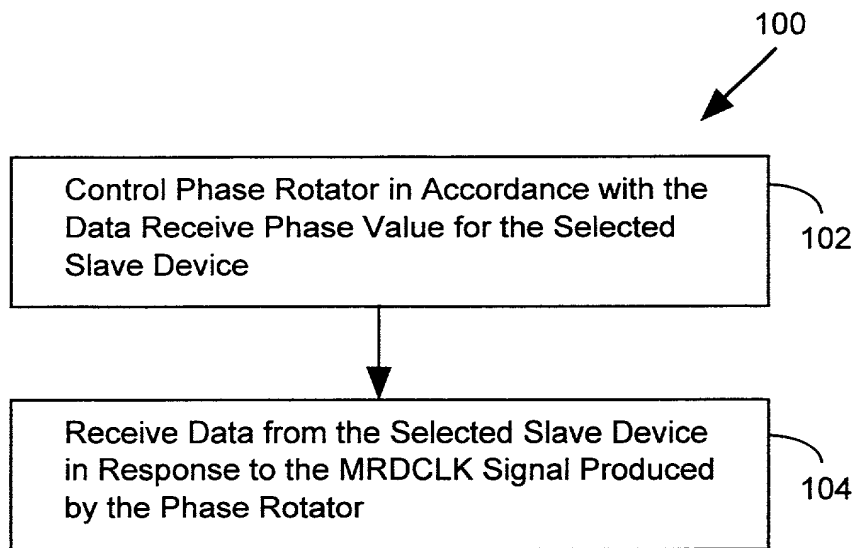 100
Control Phase Rotator in Accordance with the
Data Receive Phase Value for the Selected
Slave Device
102
Receive Data from the Selected Slave Device
in Response to the MRDCLK Signal Produced
by the Phase Rotator
104